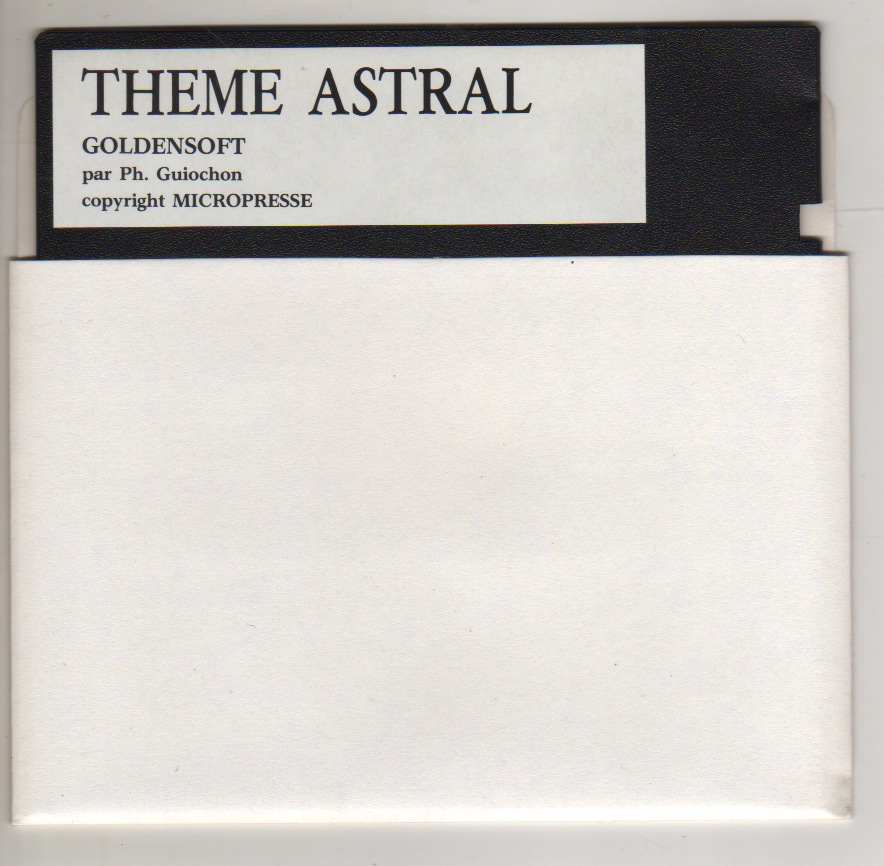 THEME ASTRAL
GOLDENSOFT
par Ph. Guiochon
copyright MICROPRESSE